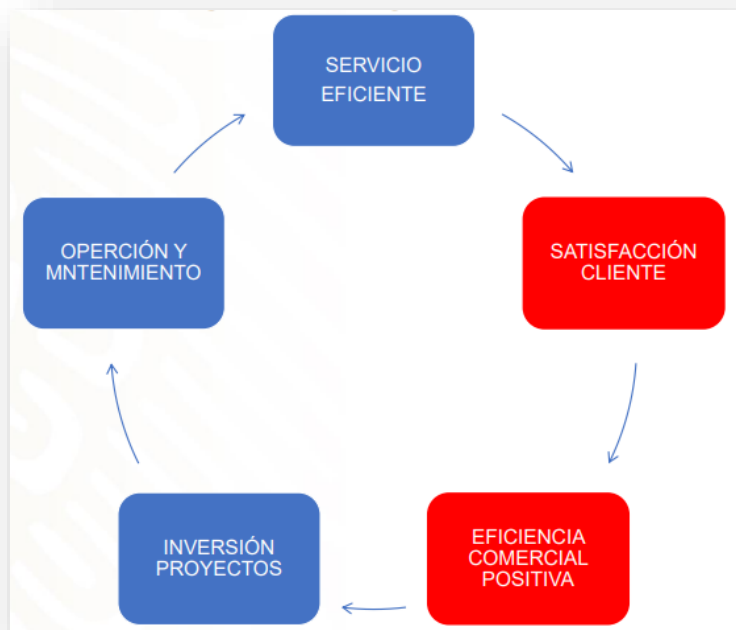 SERVICIO
EFICIENTE
SATISFACCIÓN
CLIENTE
EFICIENCIA
COMERCIAL
POSITIVA
INVERSIÓN
PROYECTOS
OPERCIÓN Y
MNTENIMIENTO